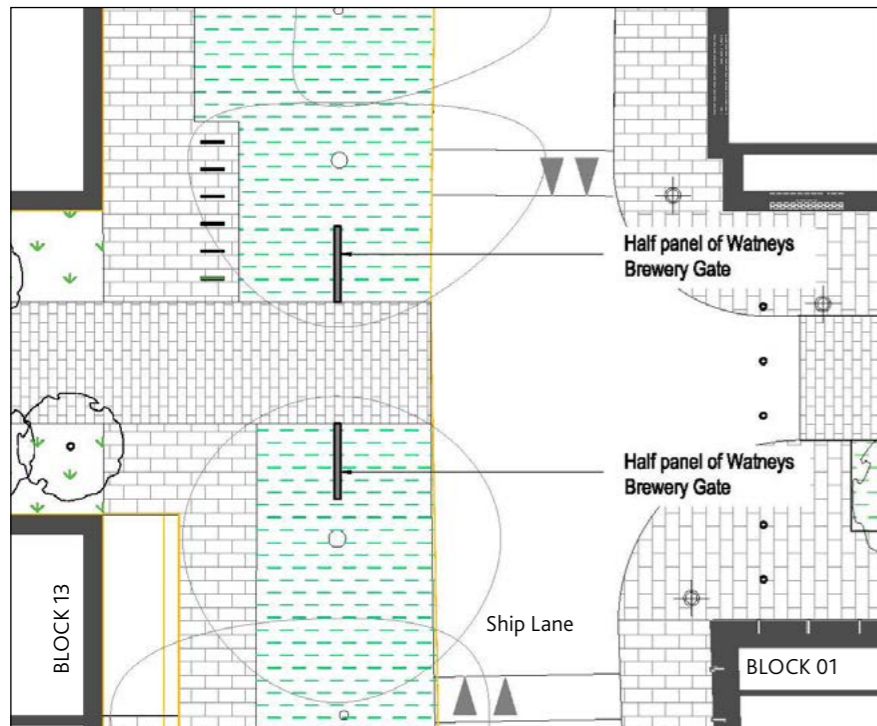 Half panel of Watneys
Brewery Gate
Half panel of Watneys
Brewery Gate
BLOCK 13
Ship Lane
BLOCK 01